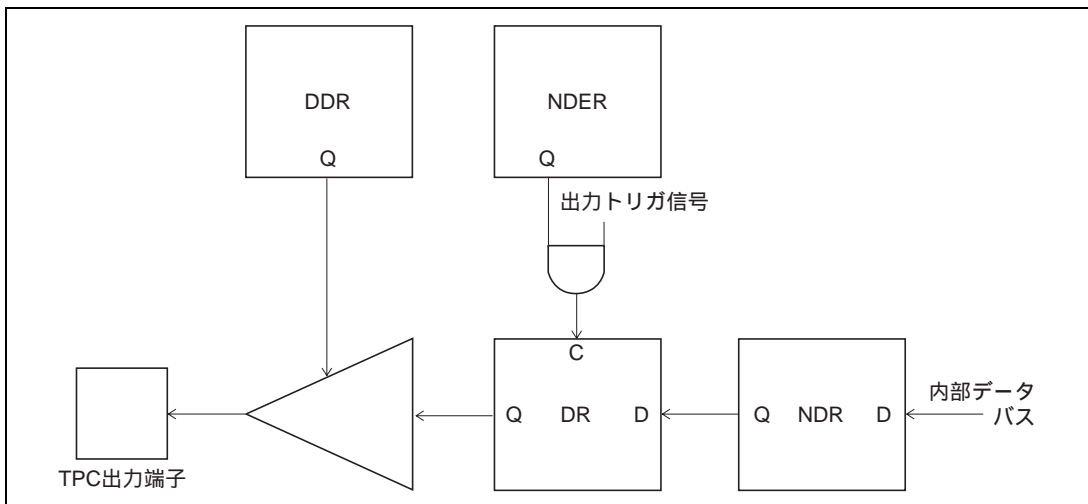 DDR
Q
NDER
Q
出力トリガ信号
C
Q DR D
Q NDR D
内部データ
バス
TPC出力端子